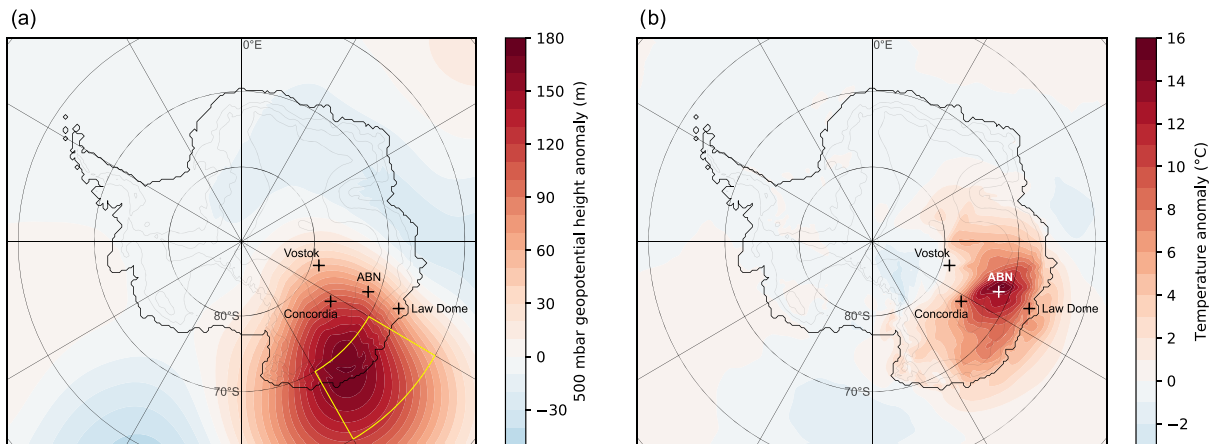 (a)
0°E
Vostok
ABN
Concordia
Law Dome
80°S
70°S
180
150
120
90
60
30
0
−30
500 mbar geopotential height anomaly (m)
(b)
0°E
Vostok
ABN
Concordia
Law Dome
80°S
70°S
16
14
12
10
8
6
4
2
0
−2
Temperature anomaly (°C)